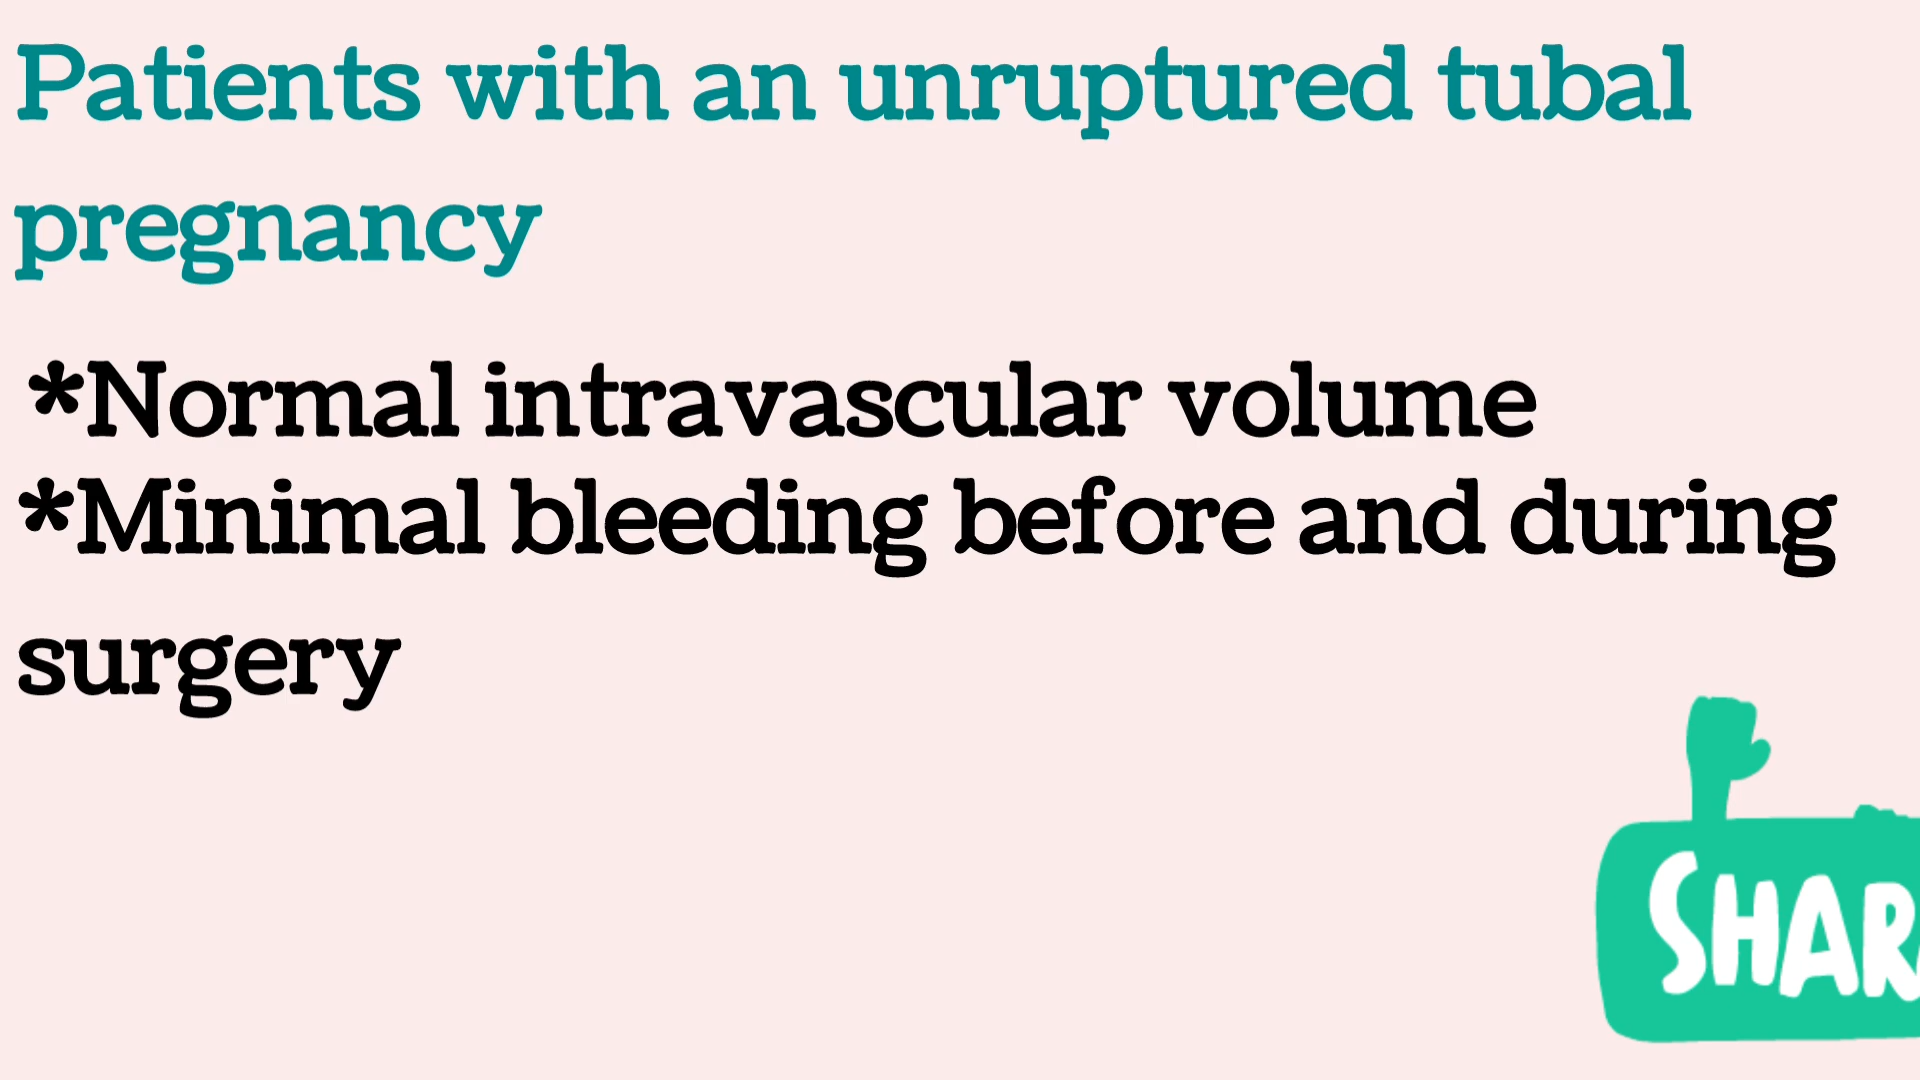 Patients with an unruptured tubal
pregnancy
*Normal intravascular volume
*Minimal bleeding before and during
surgery